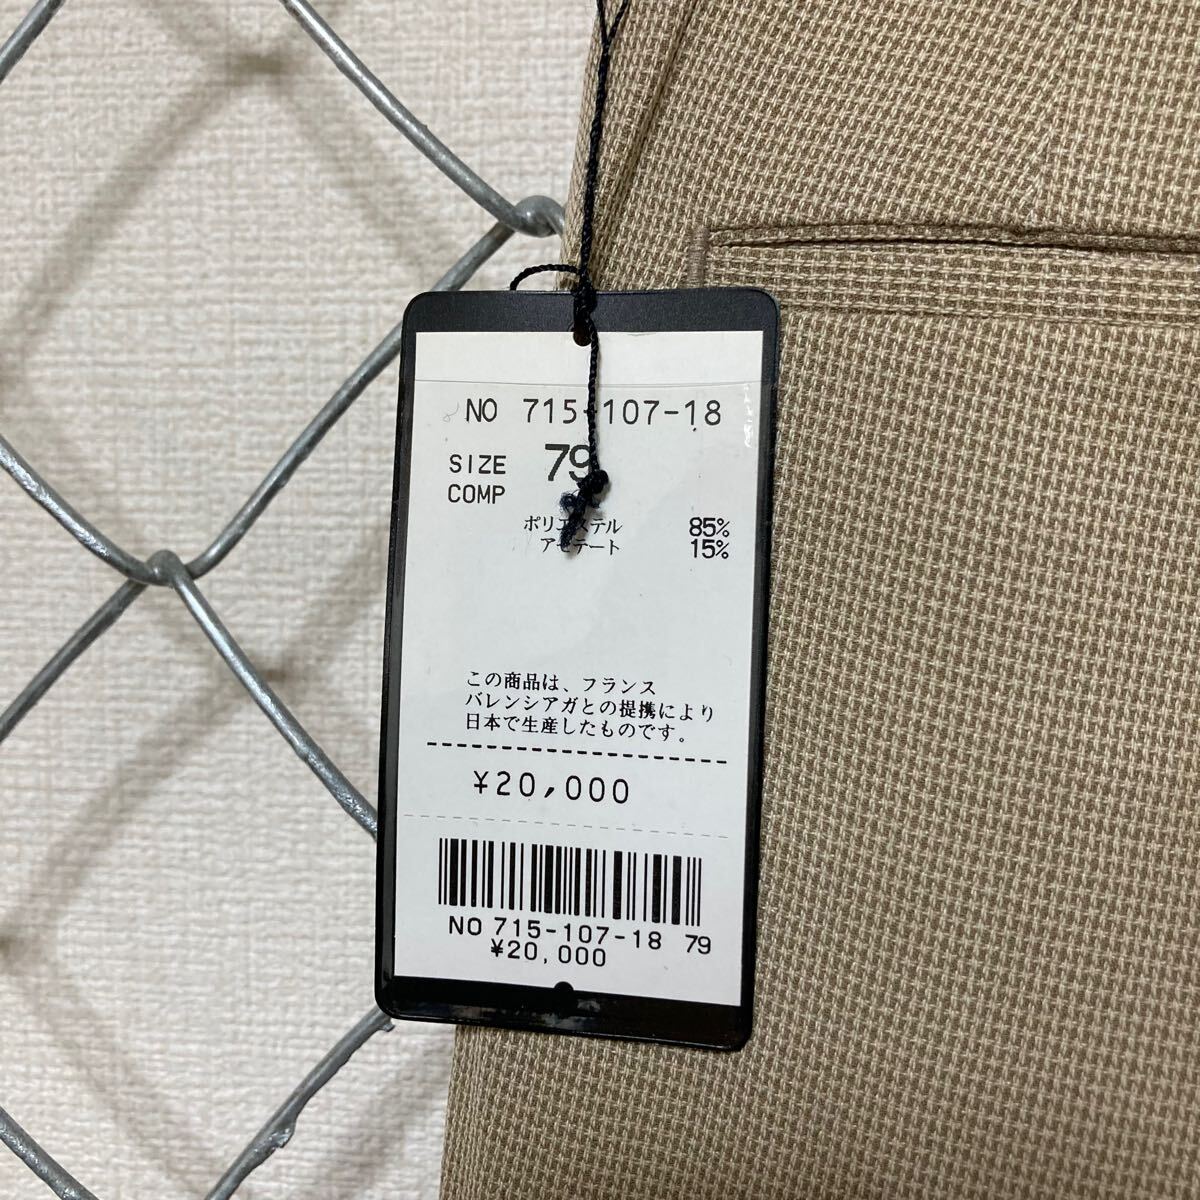 NO 715-107-18
SIZE 79
COMP
ポリエステル 85%
アセテート 15%
この商品は、フランス
バレンシアガとの提携により
日本で生産したものです。
¥20,000
NO 715-107-18 79
¥20,000